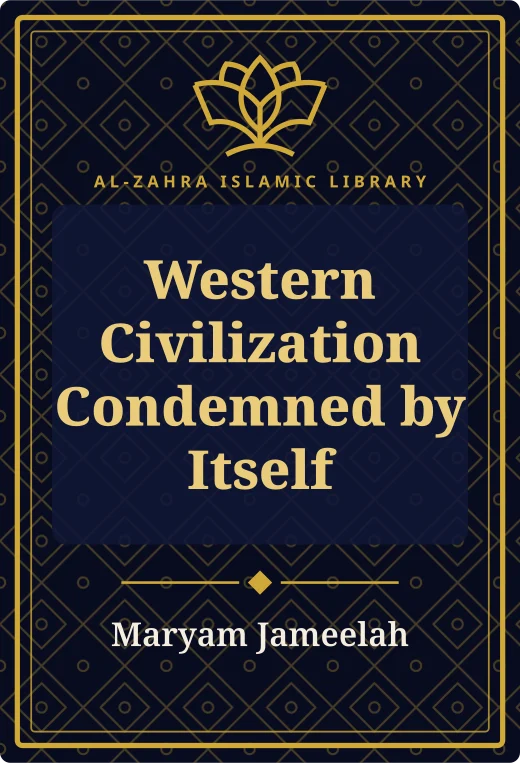 AL-ZAHRA ISLAMIC LIBRARY
Western
Civilization
Condemned by
Itself
Maryam Jameelah